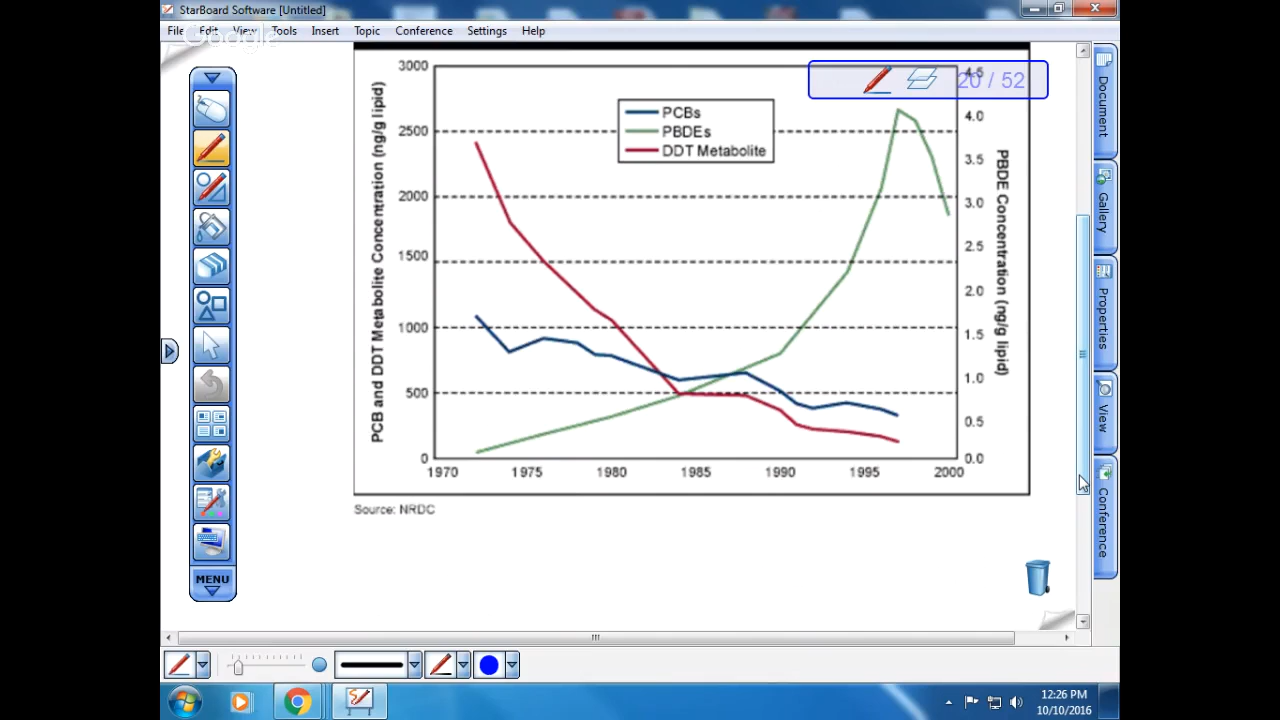 StarBoard Software [Untitled]
File Edit View Tools Insert Topic Conference Settings Help
Google
20 / 52
3000
2500
2000
1500
1000
500
0
PCB and DDT Metabolite Concentration (ng/g lipid)
PCBs
PBDEs
DDT Metabolite
4.5
4.0
3.5
3.0
2.5
2.0
1.5
1.0
0.5
0.0
PBDE Concentration (ng/g lipid)
1970 1975 1980 1985 1990 1995 2000
Source: NRDC
Document
Gallery
Properties
View
Conference
MENU
12:26 PM
10/10/2016